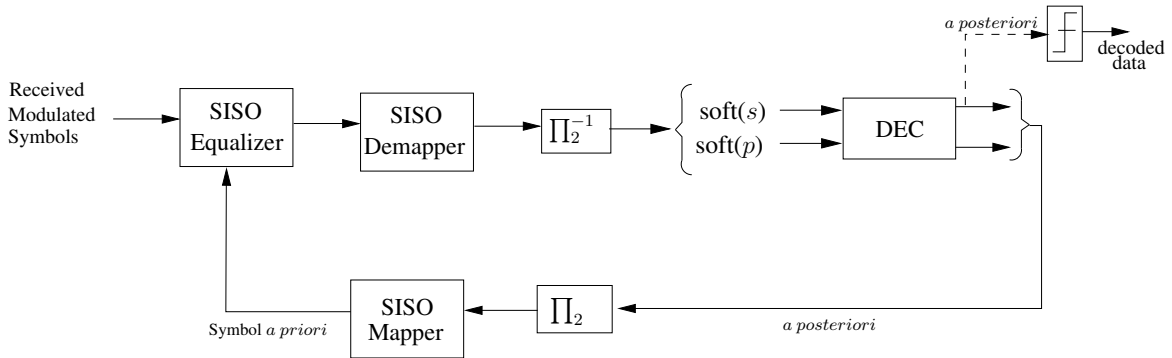 a posteriori
decoded
data
Received
Modulated
Symbols
SISO
Equalizer
SISO
Demapper
∏₂⁻¹
soft(s)
soft(p)
DEC
SISO
Mapper
∏₂
Symbol a priori
a posteriori